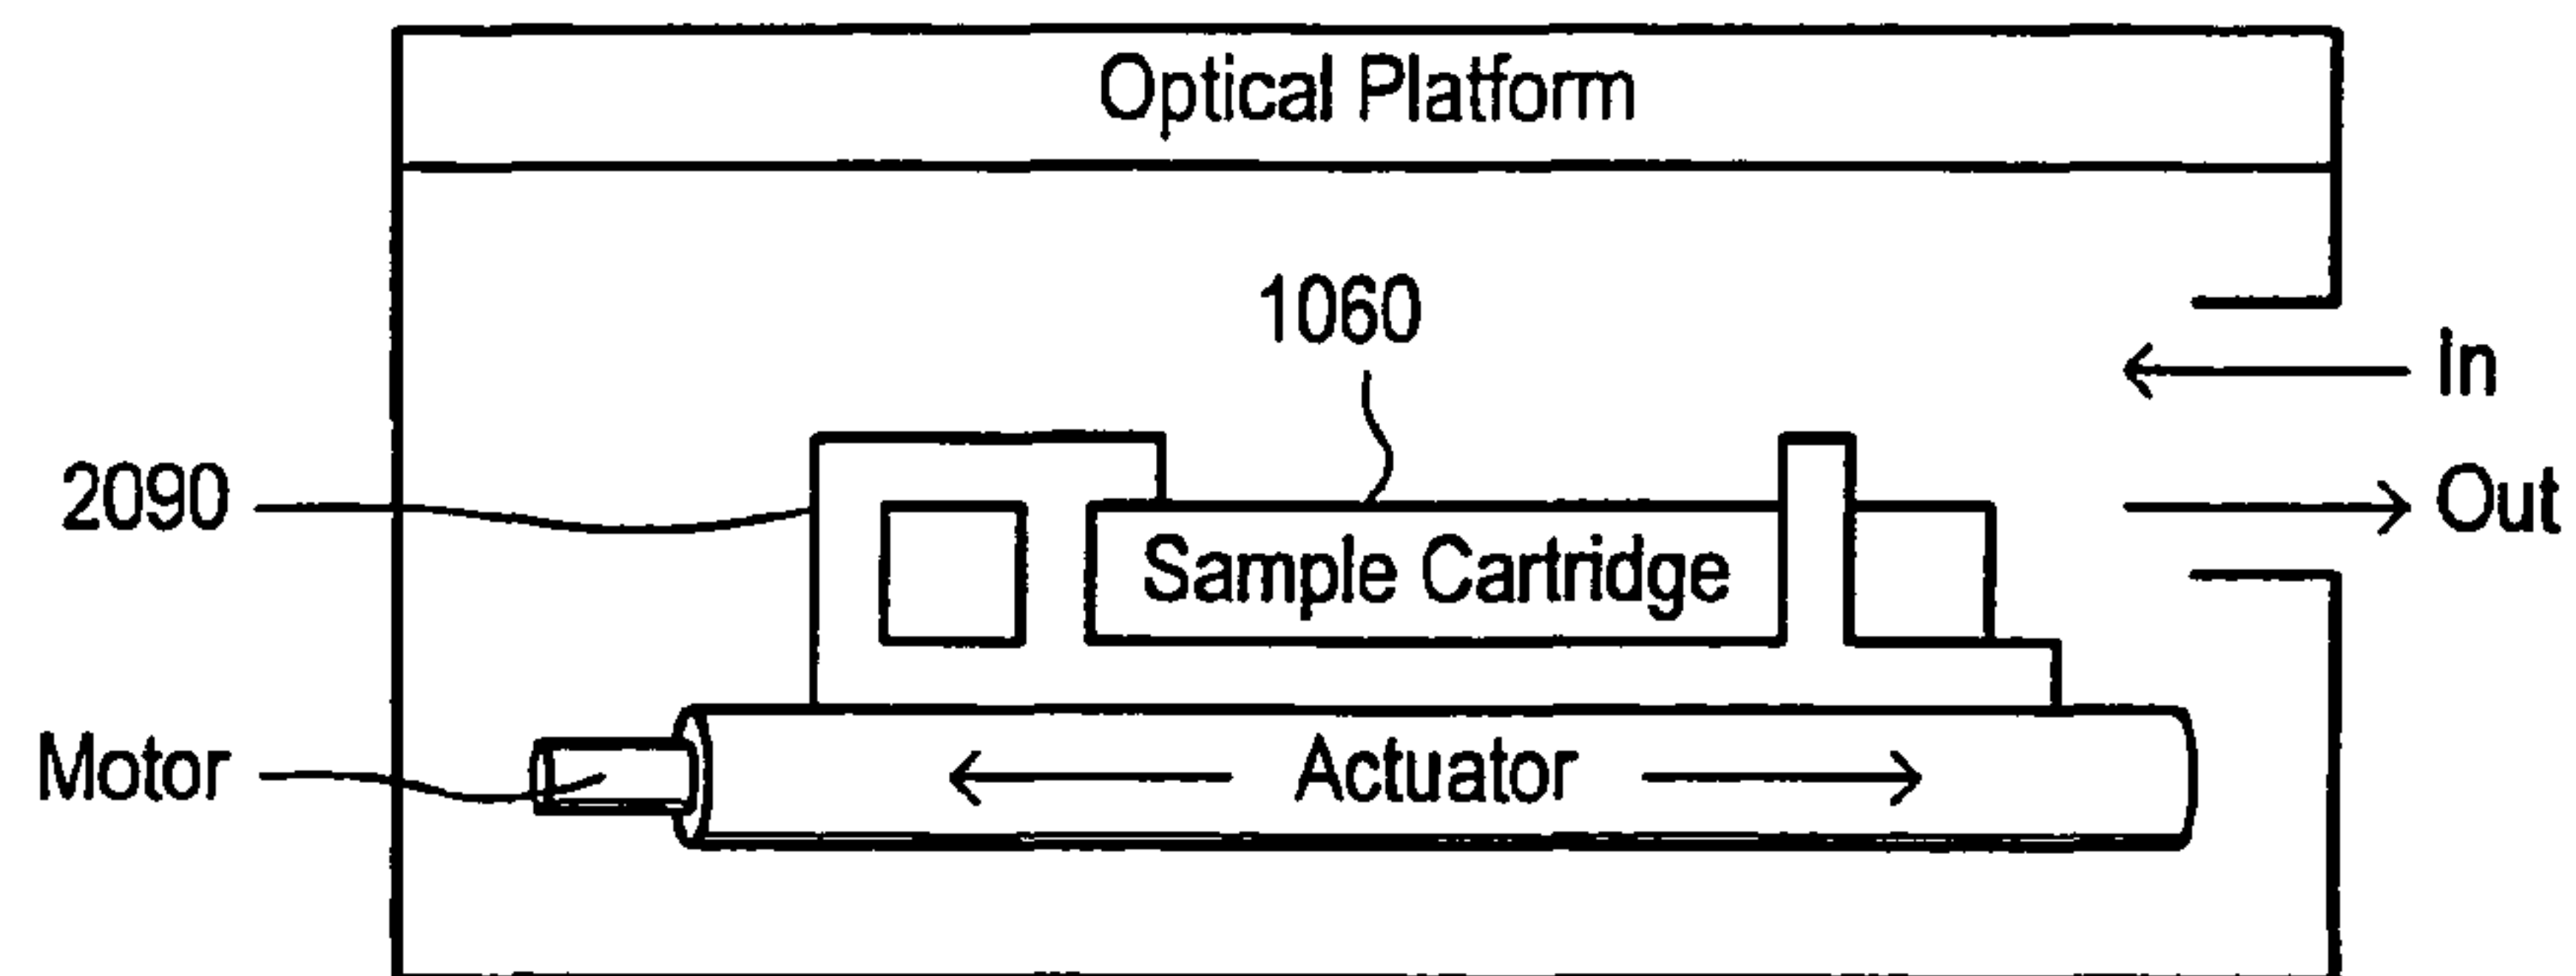 Optical Platform
1060
In
2090
Out
Sample Cartridge
Motor
Actuator